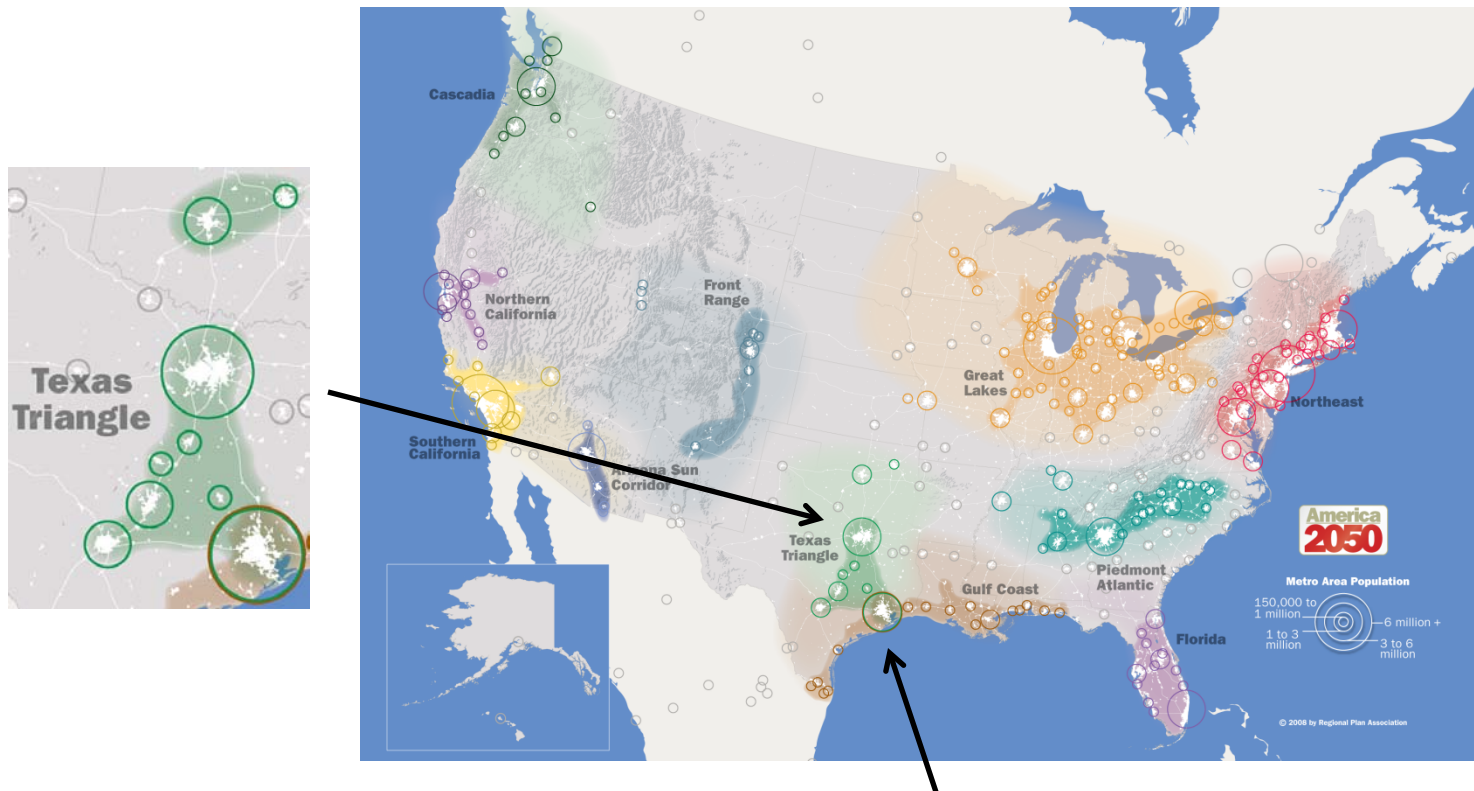 Texas
Triangle
Cascadia
Northern
California
Front
Range
Great
Lakes
Northeast
Southern
California
Arizona Sun
Corridor
Texas
Triangle
Gulf Coast
Piedmont
Atlantic
Florida
America
2050
Metro Area Population
150,000 to
1 million
1 to 3
million
6 million +
3 to 6
million
© 2008 by Regional Plan Association